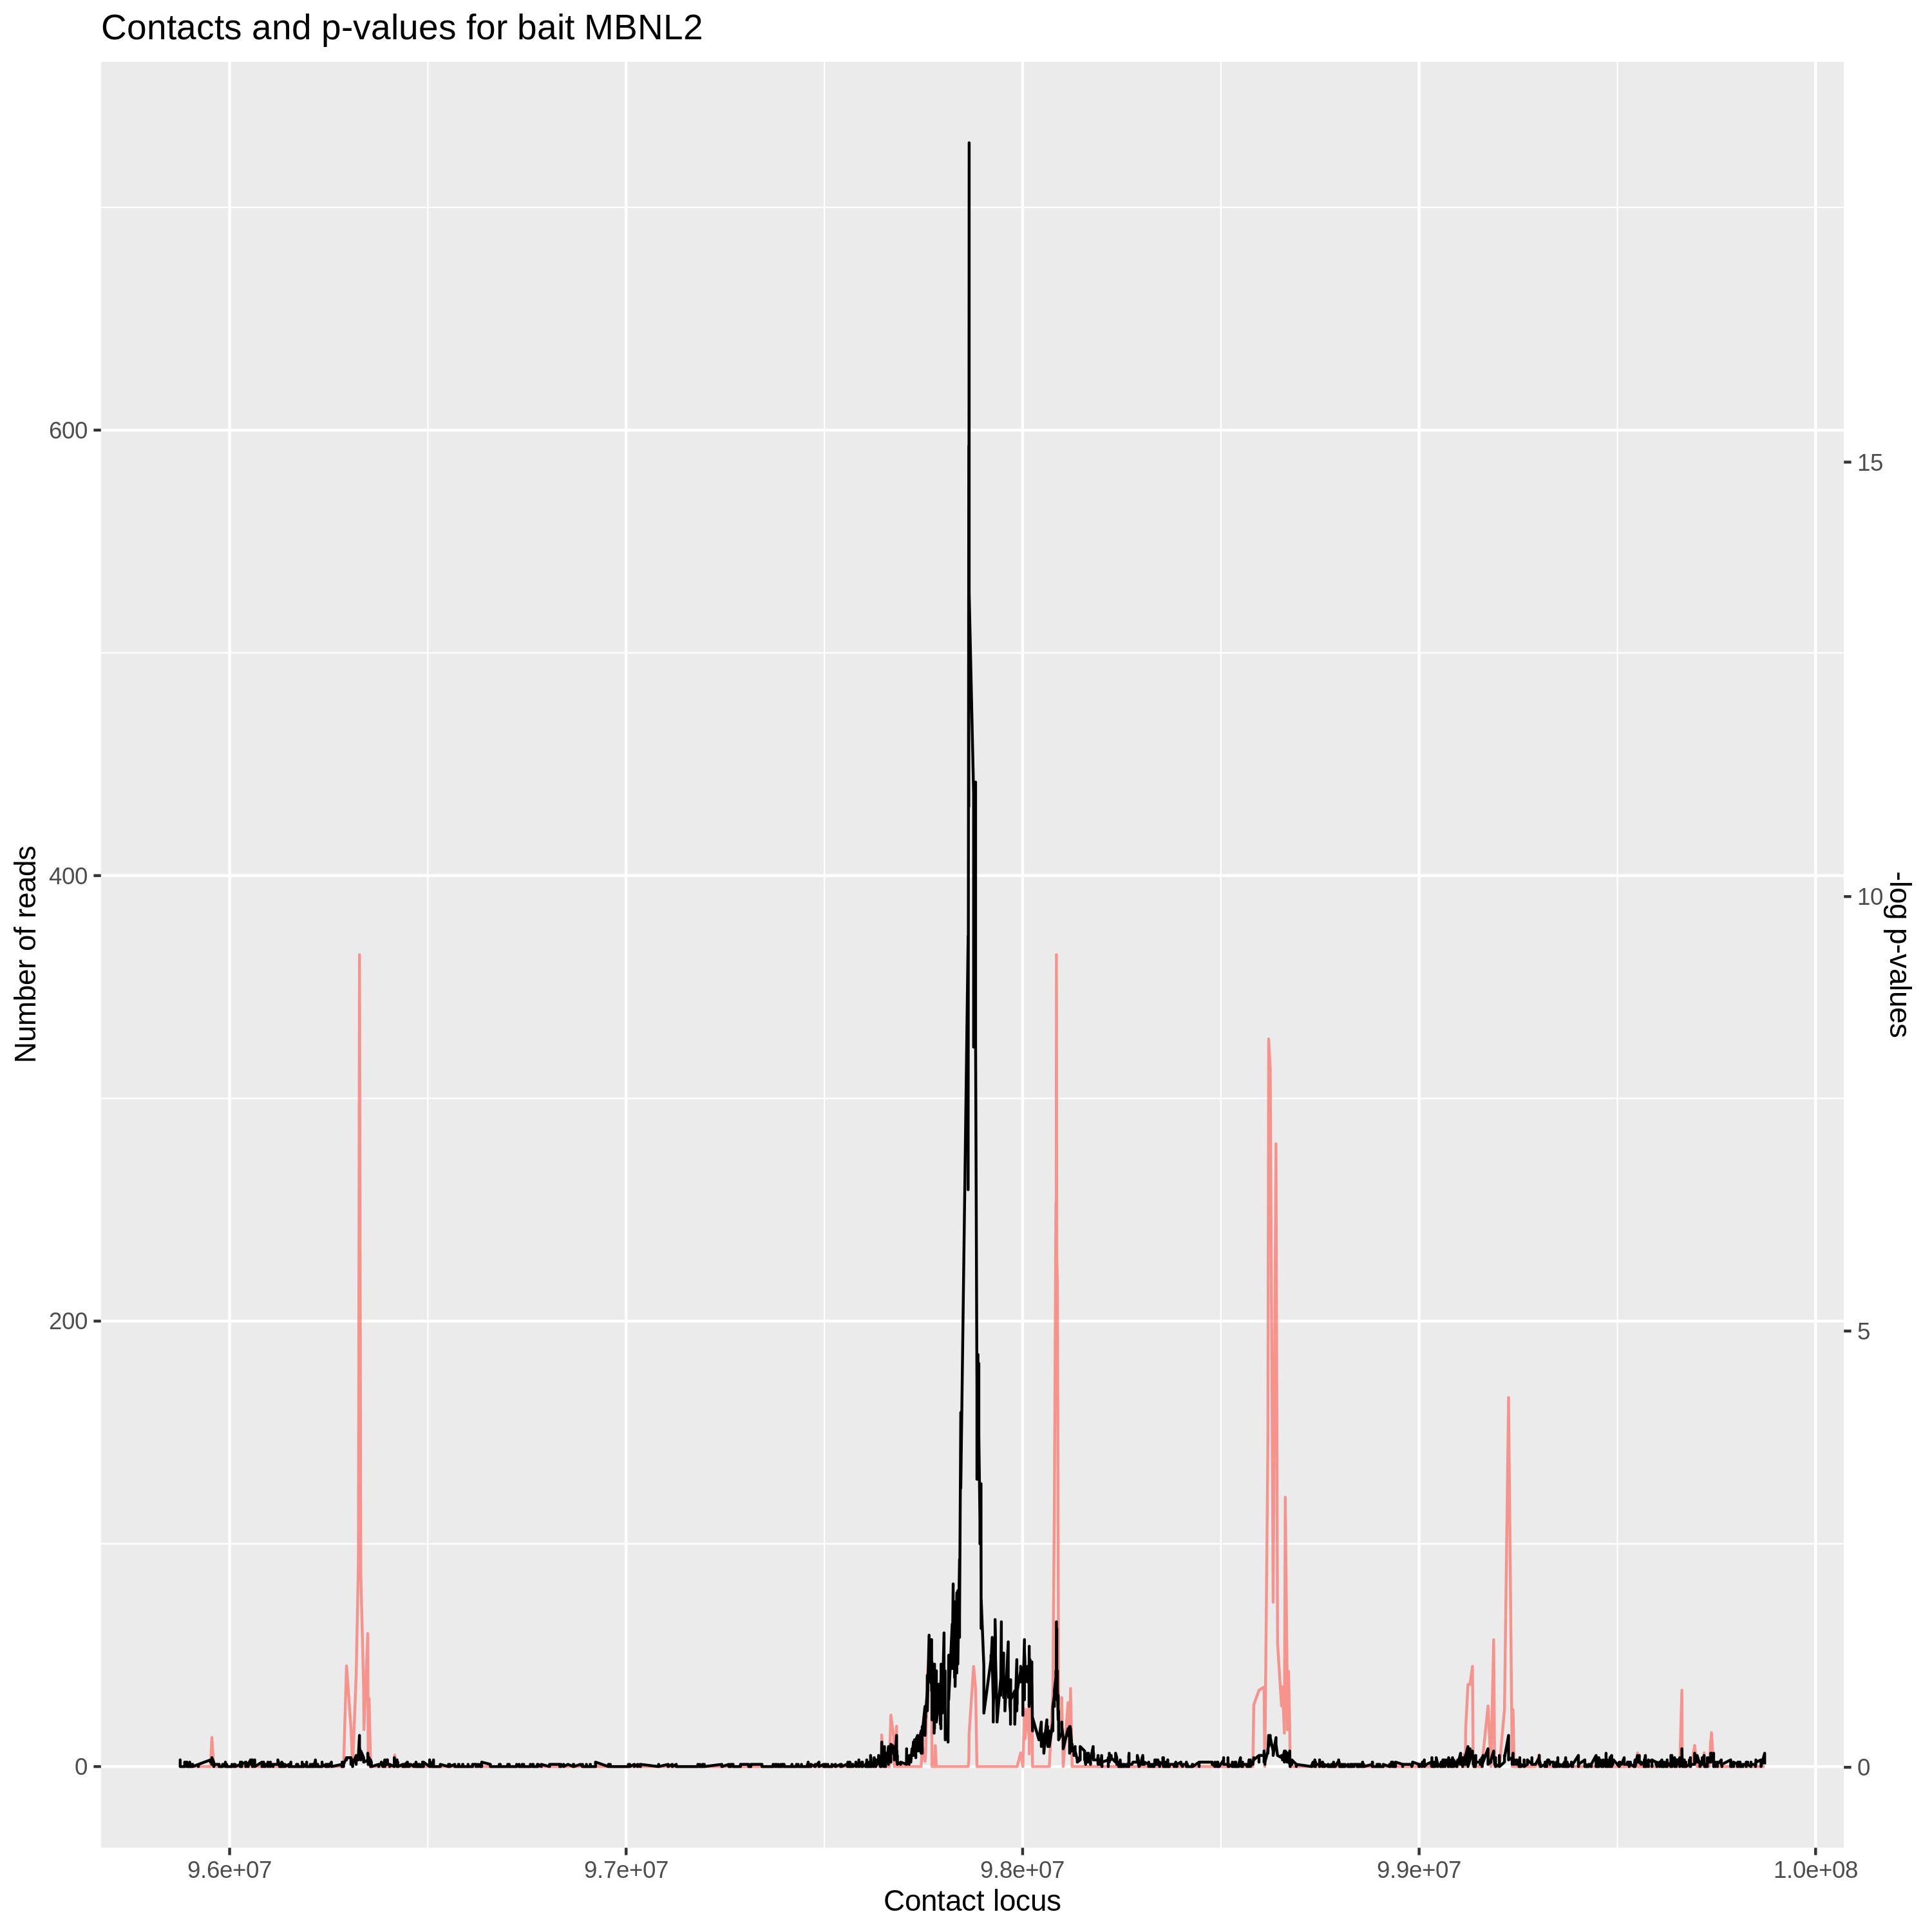 Contacts and p-values for bait MBNL2
Number of reads
600
400
200
0
15
10
5
0
-log p-values
9.6e+07
9.7e+07
9.8e+07
9.9e+07
1.0e+08
Contact locus